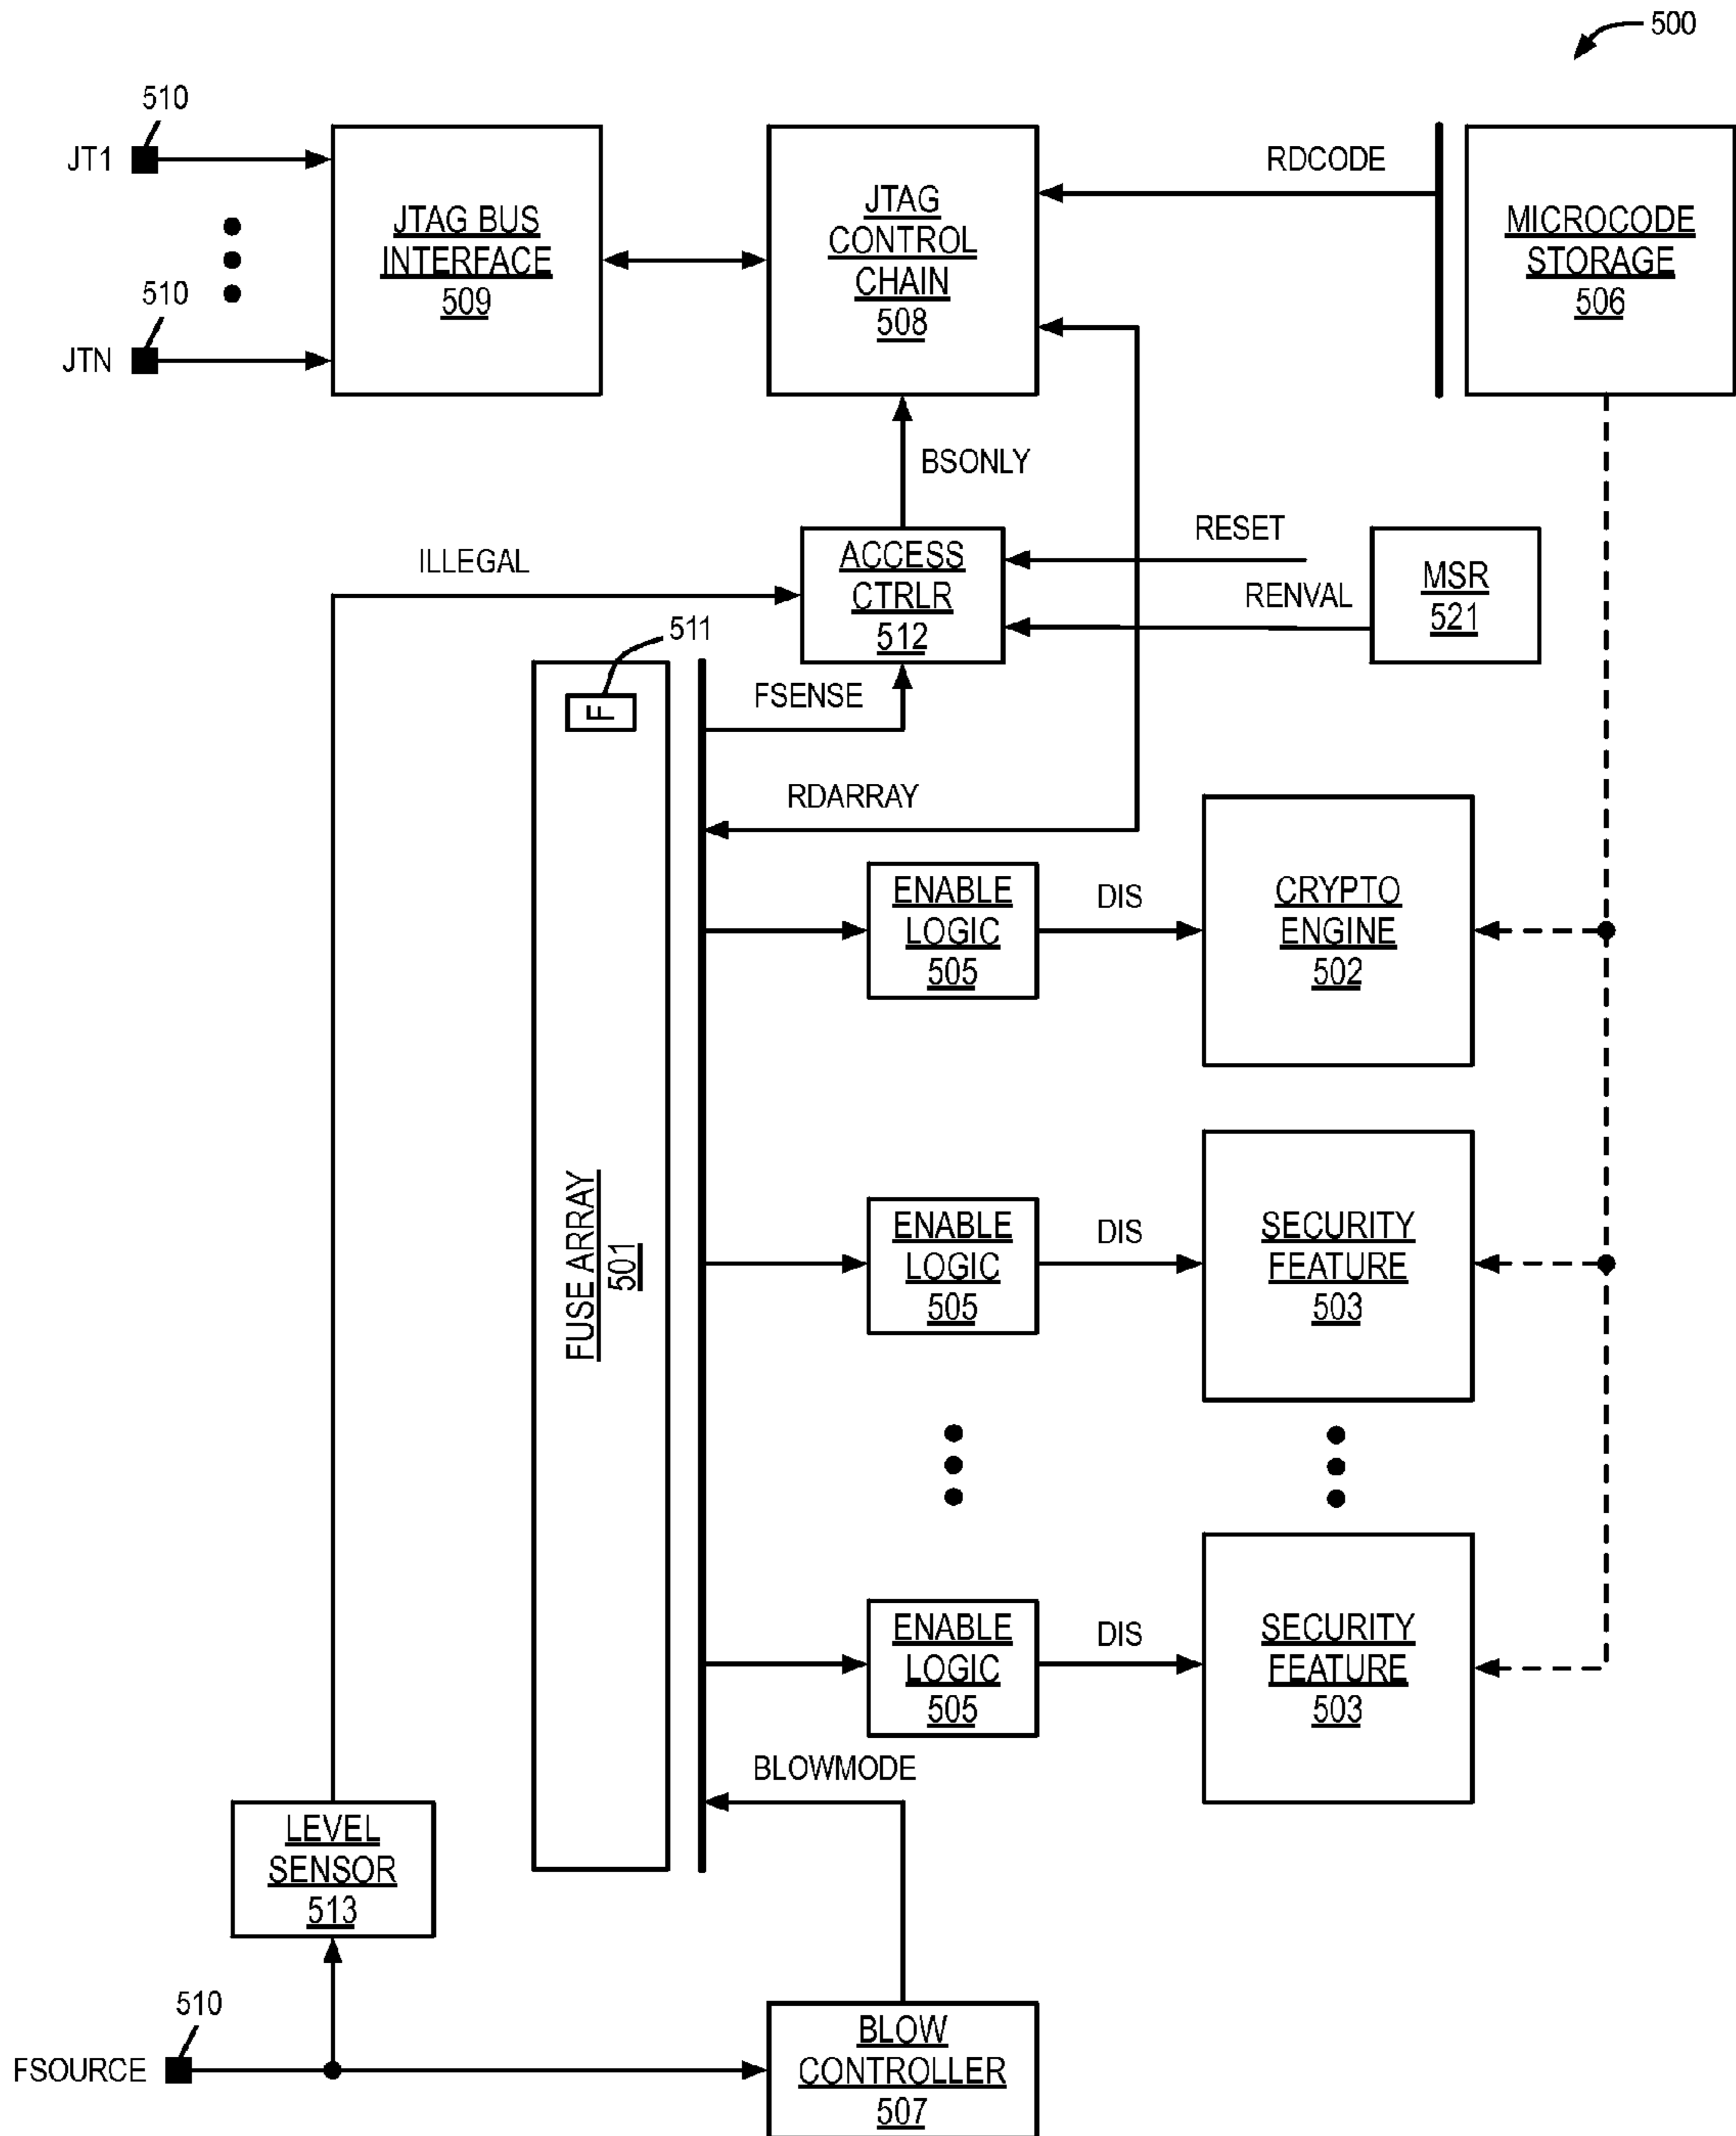 500
510
JT1
JTAG BUS
INTERFACE
509
510
JTN
JTAG
CONTROL
CHAIN
508
RDCODE
MICROCODE
STORAGE
506
BSONLY
ILLEGAL
ACCESS
CTRLR
512
RESET
RENVAL
MSR
521
511
F
FSENSE
RDARRAY
FUSE ARRAY
501
ENABLE
LOGIC
505
DIS
CRYPTO
ENGINE
502
ENABLE
LOGIC
505
DIS
SECURITY
FEATURE
503
ENABLE
LOGIC
505
DIS
SECURITY
FEATURE
503
BLOWMODE
LEVEL
SENSOR
513
510
FSOURCE
BLOW
CONTROLLER
507